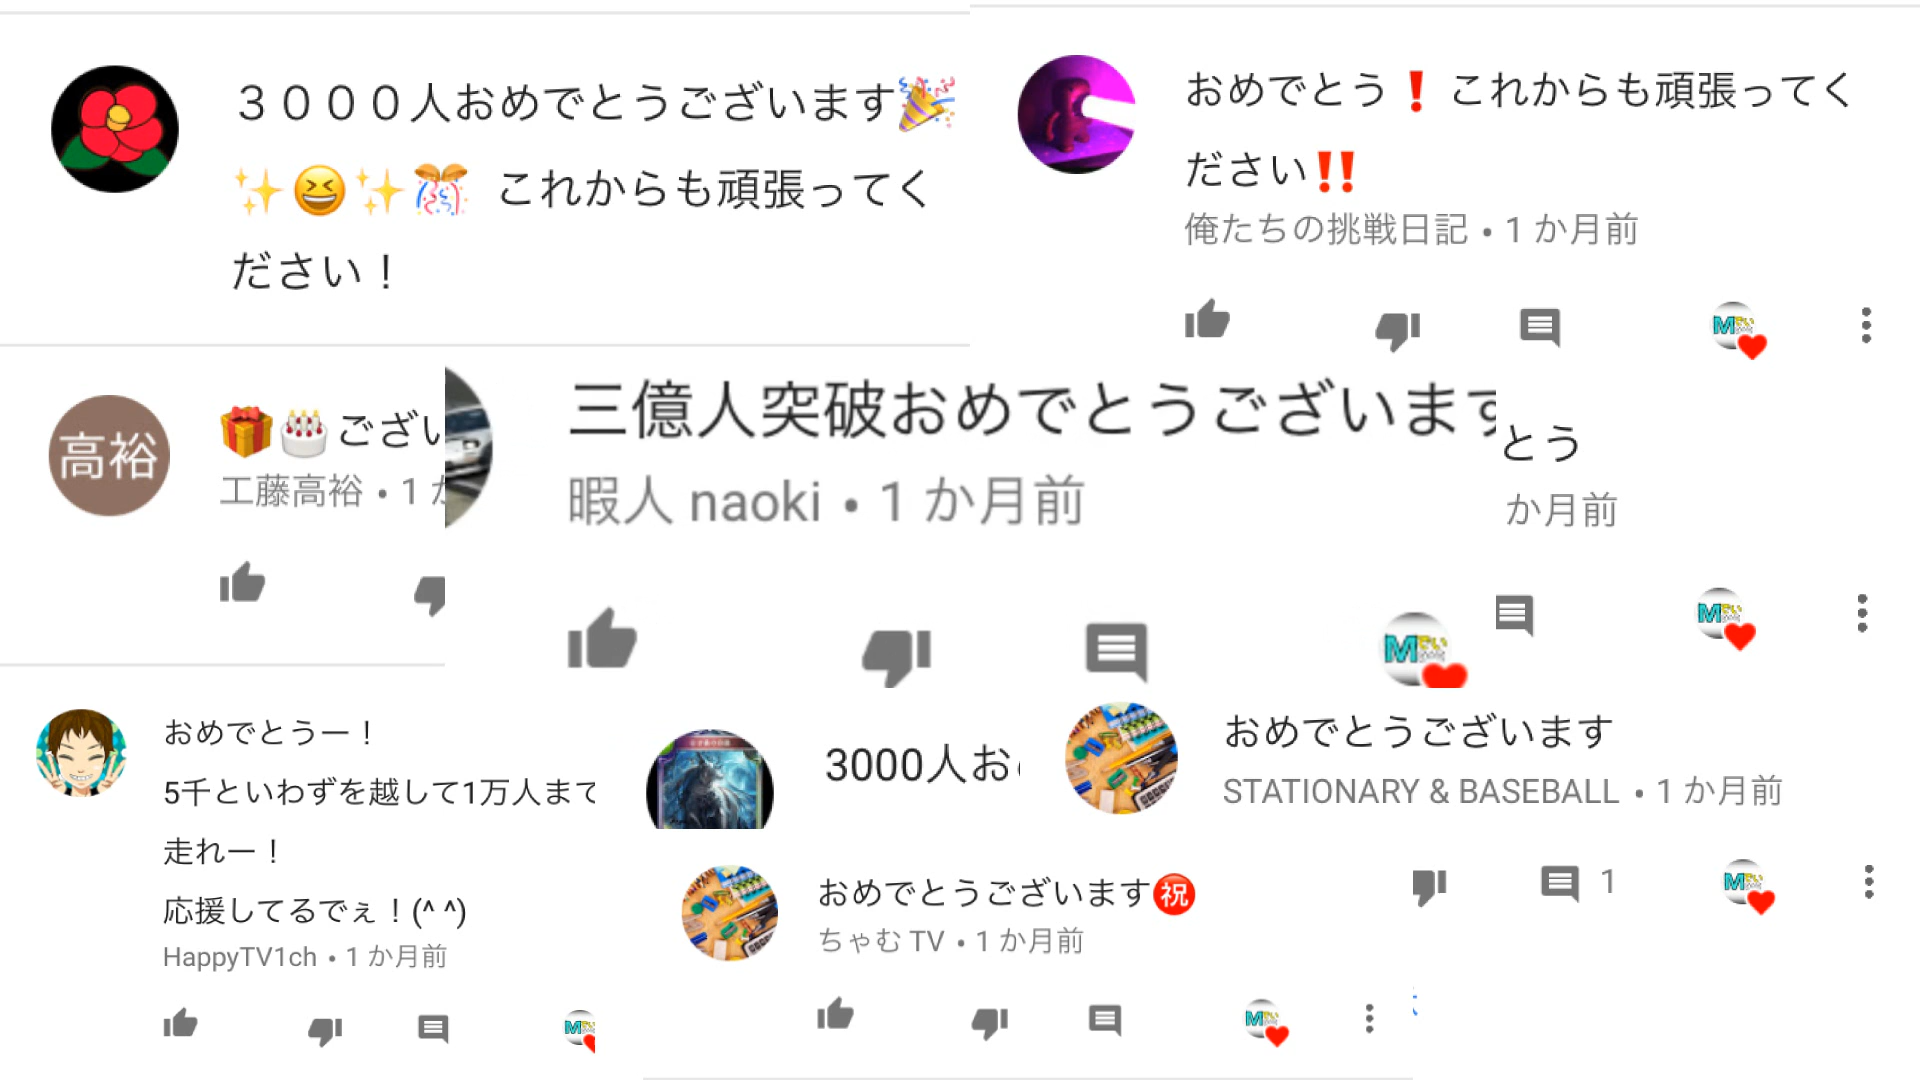 ３０００人おめでとうございます🎉
✨😆✨🎊 これからも頑張ってく
ださい！
おめでとう❗これからも頑張ってく
ださい‼
俺たちの挑戦日記 • 1 か月前
高裕
🎁🎂ござい
工藤高裕 • 1 か
三億人突破おめでとうございます
暇人 naoki • 1 か月前
とう
か月前
おめでとうー！
5千といわずを越して1万人まで
走れー！
応援してるでぇ！(^ ^)
HappyTV1ch • 1 か月前
3000人お
おめでとうございます
STATIONARY & BASEBALL • 1 か月前
1
おめでとうございます㊗
ちゃむ TV • 1 か月前